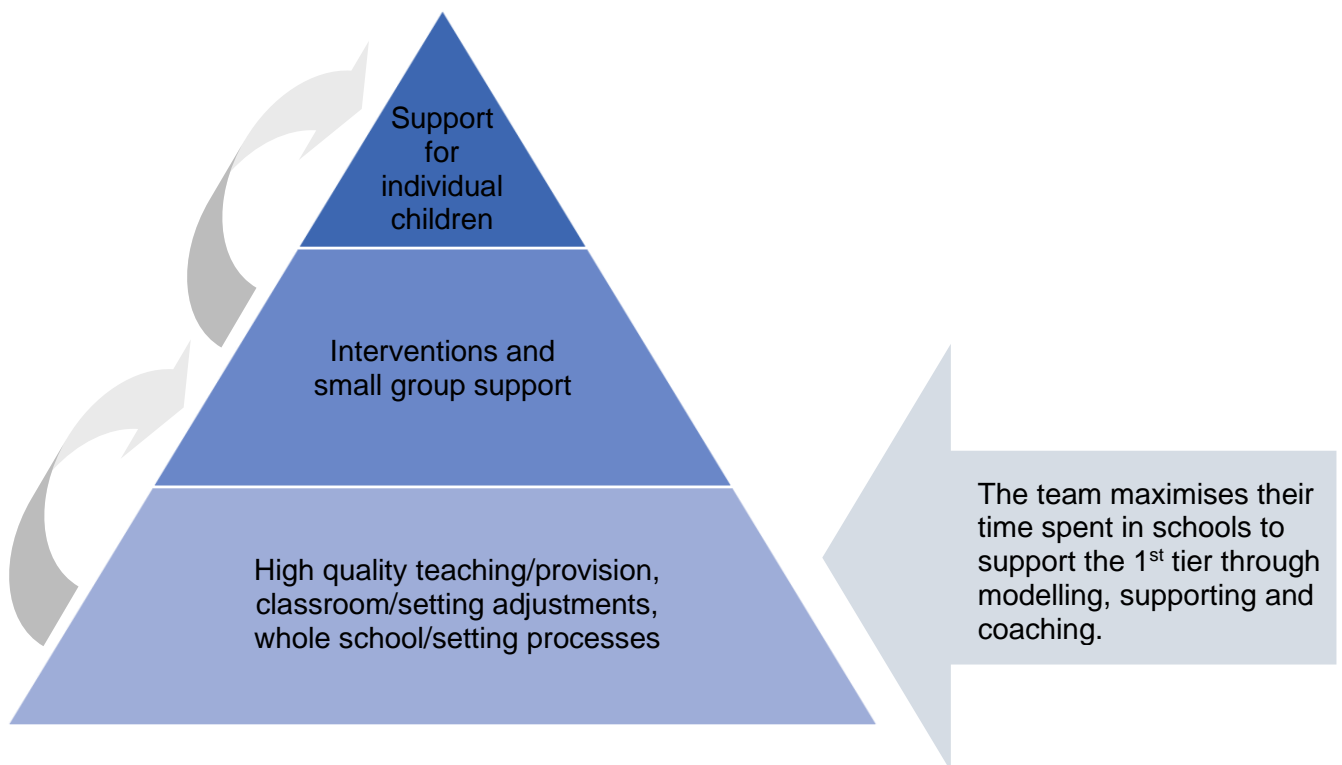 Support
for
individual
children
Interventions and
small group support
High quality teaching/provision,
classroom/setting adjustments,
whole school/setting processes
The team maximises their
time spent in schools to
support the 1st tier through
modelling, supporting and
coaching.